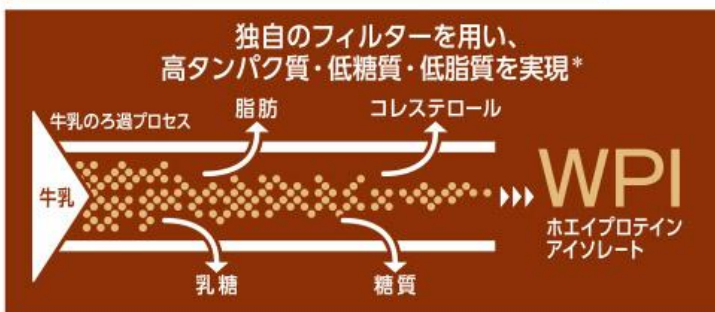 独自のフィルターを用い、
高タンパク質・低糖質・低脂質を実現*
牛乳のろ過プロセス
脂肪
コレステロール
牛乳
WPI
ホエイプロテイン
アイソレート
乳糖
糖質